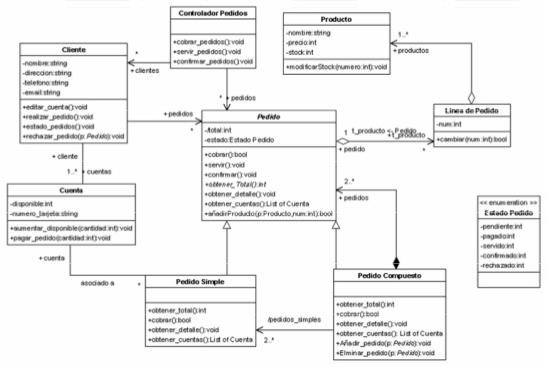 Controlador Pedidos
+cobrar_pedidos():void
+servir_pedidos():void
+confirmar_pedidos():void
Producto
-nombre:string
-precio:int
-stock:int
+modificarStock(numero:int):void
Cliente
-nombre:string
-direccion:string
-telefono:string
-email:string
+editar_cuenta():void
+realizar_pedido():void
+estado_pedidos():void
+rechazar_pedido(p:Pedido):void
*
+ clientes
* + pedidos
1..*
+ productos
+ pedidos
*
Pedido
-/total:int
-estado:Estado Pedido
+cobrar():bool
+servir():void
+confirmar():void
+obtener_Total():int
+obtener_detalle():void
+obtener_cuentas():List of Cuenta
+añadirProducto(p:Producto,num:int):bool
1
+ pedido
+t_producto
*
Linea de Pedido
-num:int
+cambiar(num:int):bool
+ cliente
1..* + cuentas
Cuenta
-disponible:int
-numero_tarjeta:string
+aumentar_disponible(cantidad:int):void
+pagar_pedido(cantidad:int):void
+ cuenta
asociado a
*
2..*
+ pedidos
<< enumeration >>
Estado Pedido
-pendiente:int
-pagado:int
-servido:int
-confirmado:int
-rechazado:int
Pedido Simple
+obtener_total():int
+cobrar():bool
+obtener_detalle():void
+obtener_cuentas():List of Cuenta
/pedidos_simples
2..*
Pedido Compuesto
+obtener_total():int
+cobrar():bool
+obtener_detalle():void
+obtener_cuentas(): List of Cuenta
+Añadir_pedido(p:Pedido):void
+Elminar_pedido(p:Pedido):void